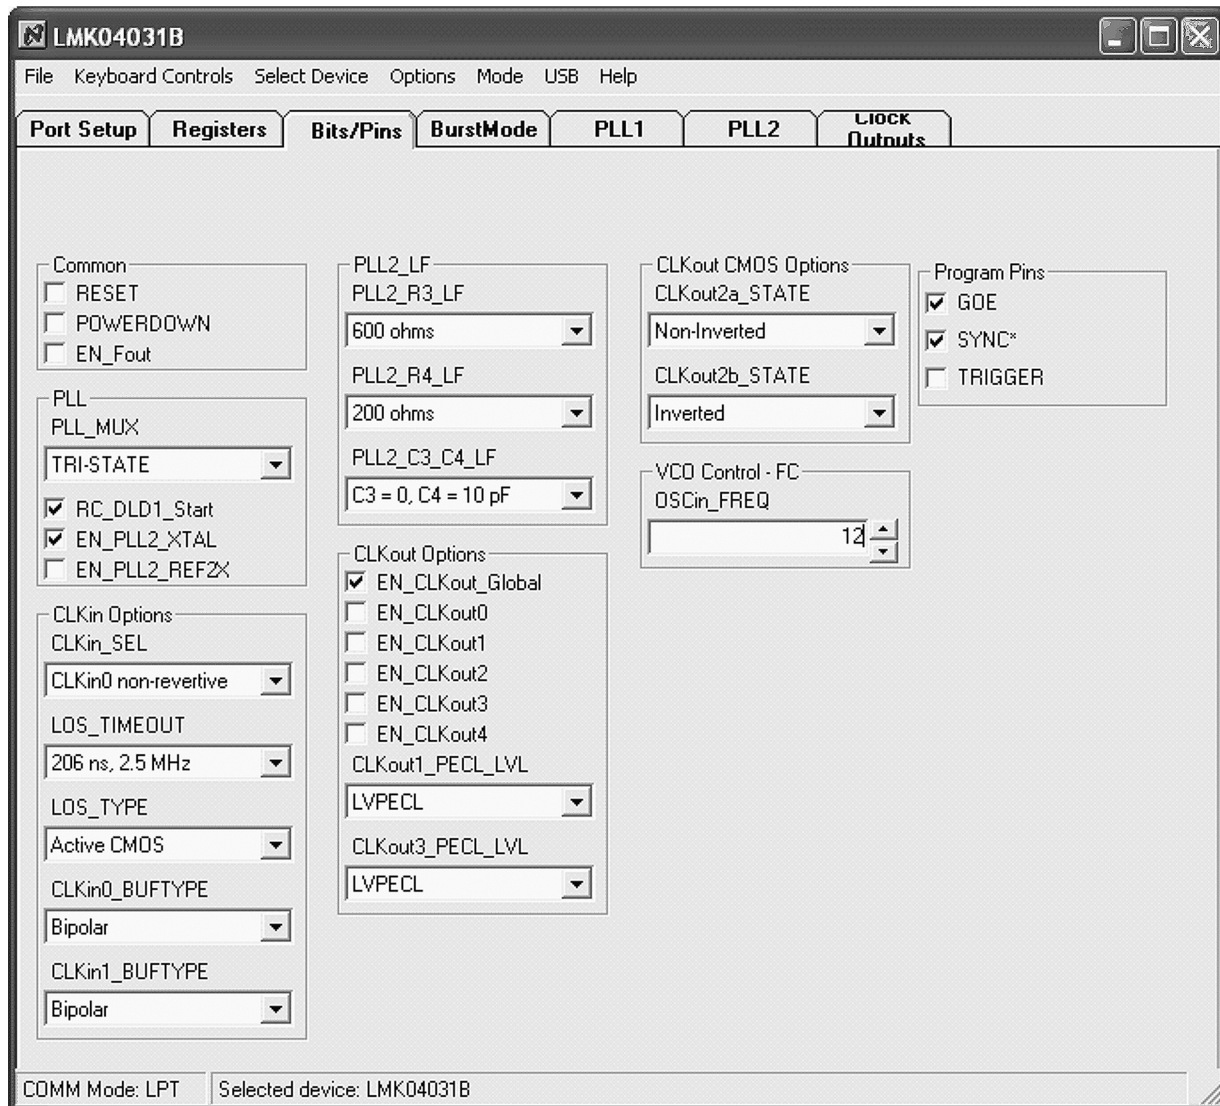 LMK04031B
File Keyboard Controls Select Device Options Mode USB Help
Port Setup Registers Bits/Pins BurstMode PLL1 PLL2 Clock
Outputs
Common
RESET
POWERDOWN
EN_Fout
PLL
PLL_MUX
TRI-STATE
RC_DLD1_Start
EN_PLL2_XTAL
EN_PLL2_REF2X
CLKin Options
CLKin_SEL
CLKin0 non-revertive
LOS_TIMEOUT
206 ns, 2.5 MHz
LOS_TYPE
Active CMOS
CLKin0_BUFTYPE
Bipolar
CLKin1_BUFTYPE
Bipolar
PLL2_LF
PLL2_R3_LF
600 ohms
PLL2_R4_LF
200 ohms
PLL2_C3_C4_LF
C3 = 0, C4 = 10 pF
CLKout Options
EN_CLKout_Global
EN_CLKout0
EN_CLKout1
EN_CLKout2
EN_CLKout3
EN_CLKout4
CLKout1_PECL_LVL
LVPECL
CLKout3_PECL_LVL
LVPECL
CLKout CMOS Options
CLKout2a_STATE
Non-Inverted
CLKout2b_STATE
Inverted
VCO Control - FC
OSCin_FREQ
12
Program Pins
GOE
SYNC*
TRIGGER
COMM Mode: LPT Selected device: LMK04031B